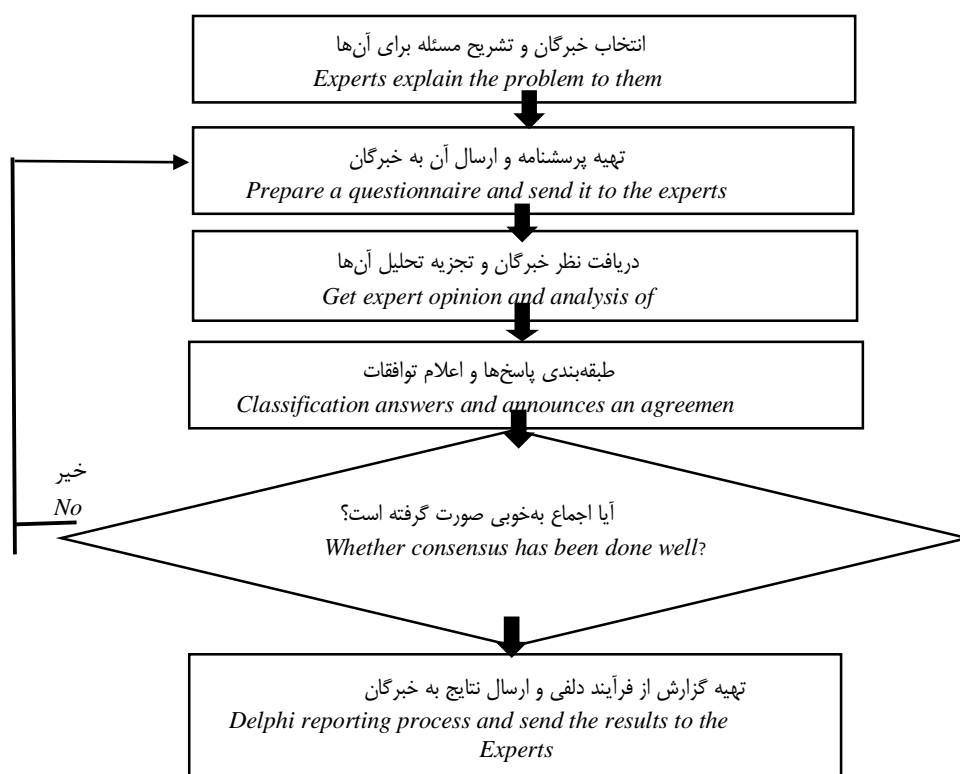 انتخاب خبرگان و تشریح مسئله برای آن‌ها
Experts explain the problem to them
تهیه پرسشنامه و ارسال آن به خبرگان
Prepare a questionnaire and send it to the experts
دریافت نظر خبرگان و تجزیه تحلیل آن‌ها
Get expert opinion and analysis of
طبقه‌بندی پاسخ‌ها و اعلام توافقات
Classification answers and announces an agreemen
خیر
No
آیا اجماع به‌خوبی صورت گرفته است؟
Whether consensus has been done well?
تهیه گزارش از فرآیند دلفی و ارسال نتایج به خبرگان
Delphi reporting process and send the results to the
Experts